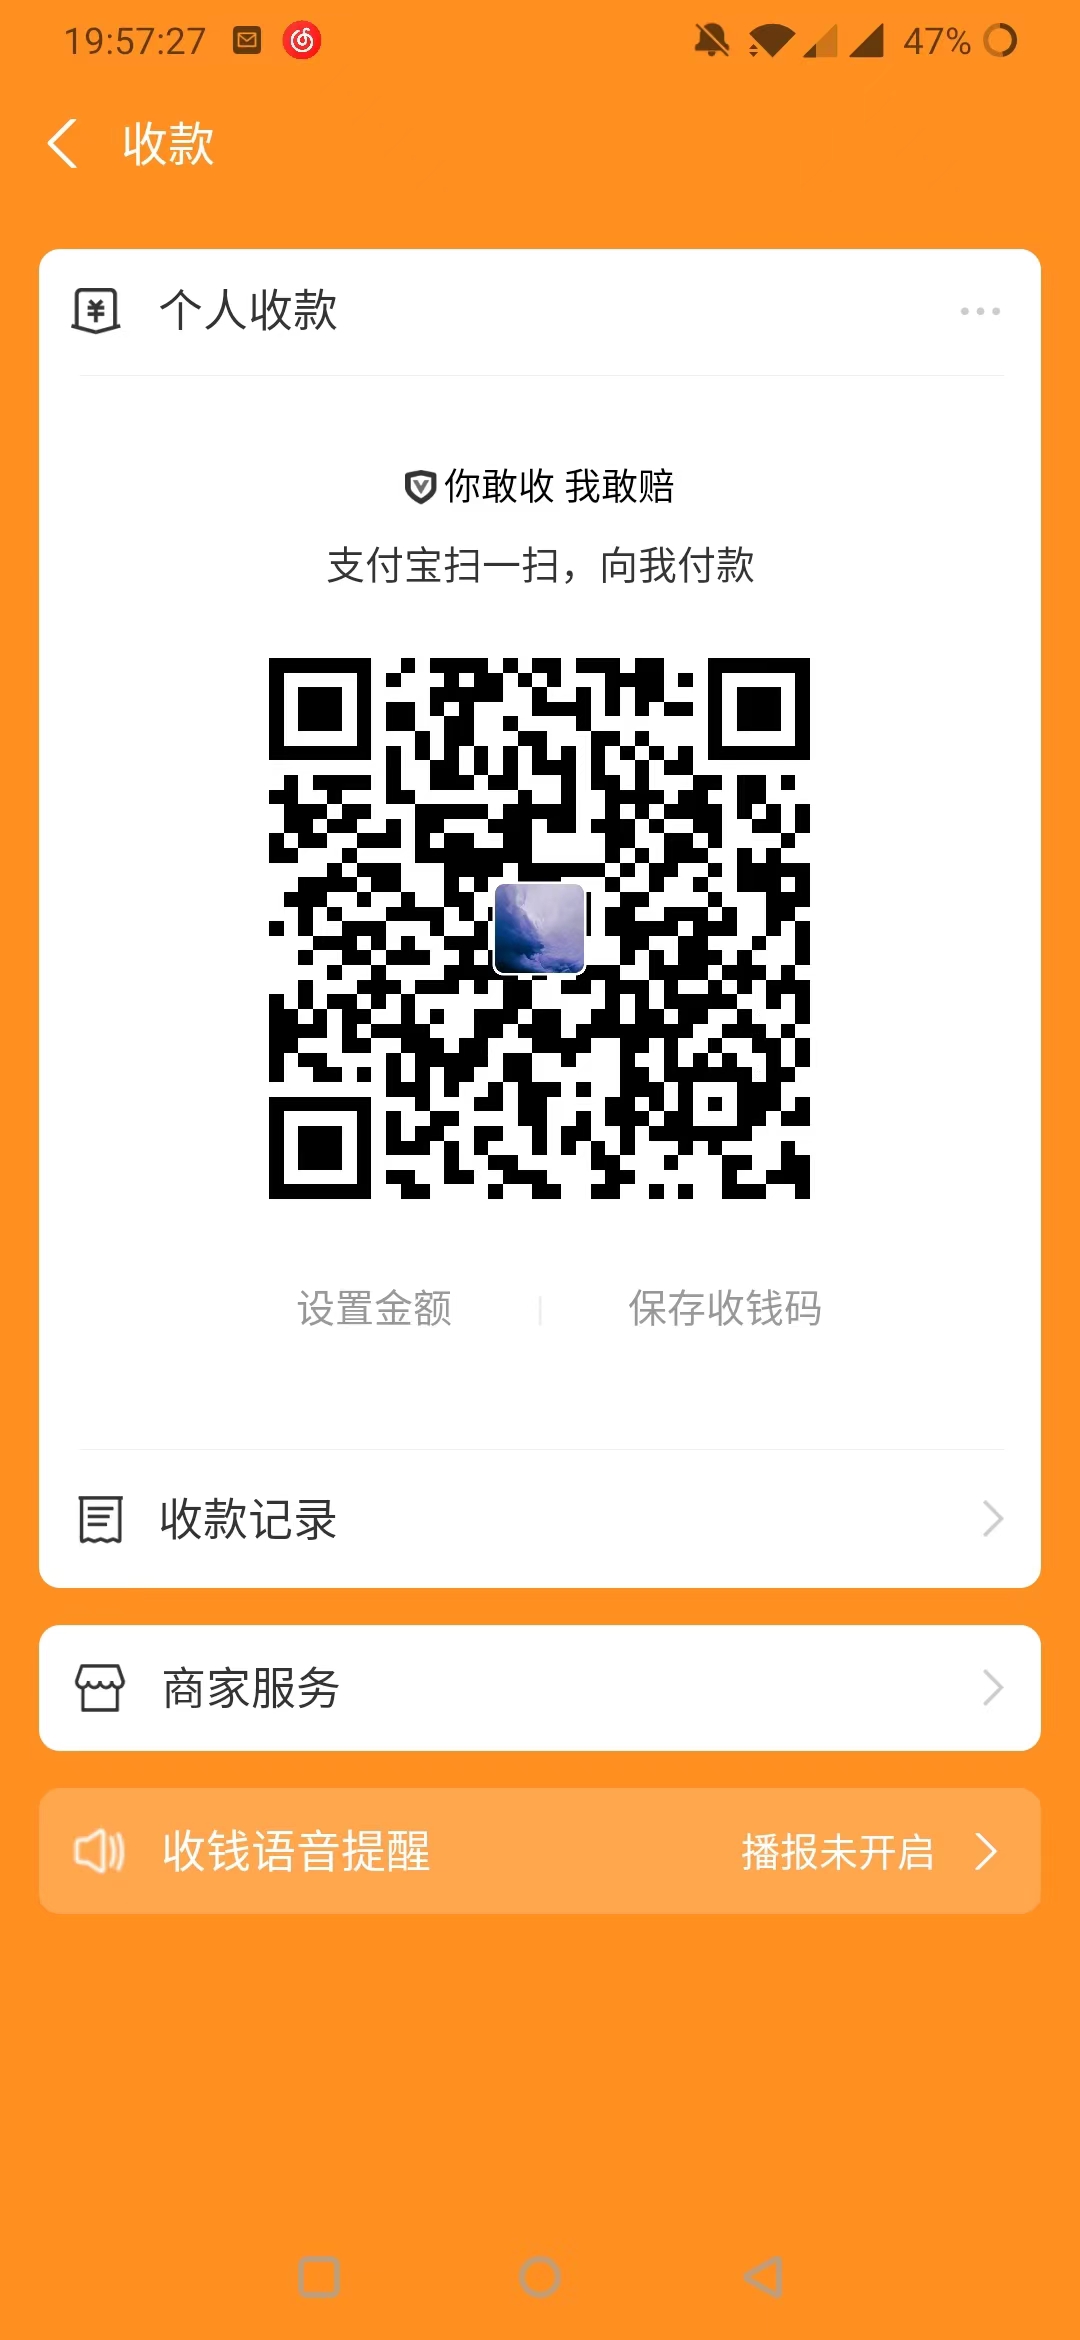 19:57:27 47%
收款
个人收款
你敢收 我敢赔
支付宝扫一扫，向我付款
设置金额 保存收钱码
收款记录
商家服务
收钱语音提醒 播报未开启